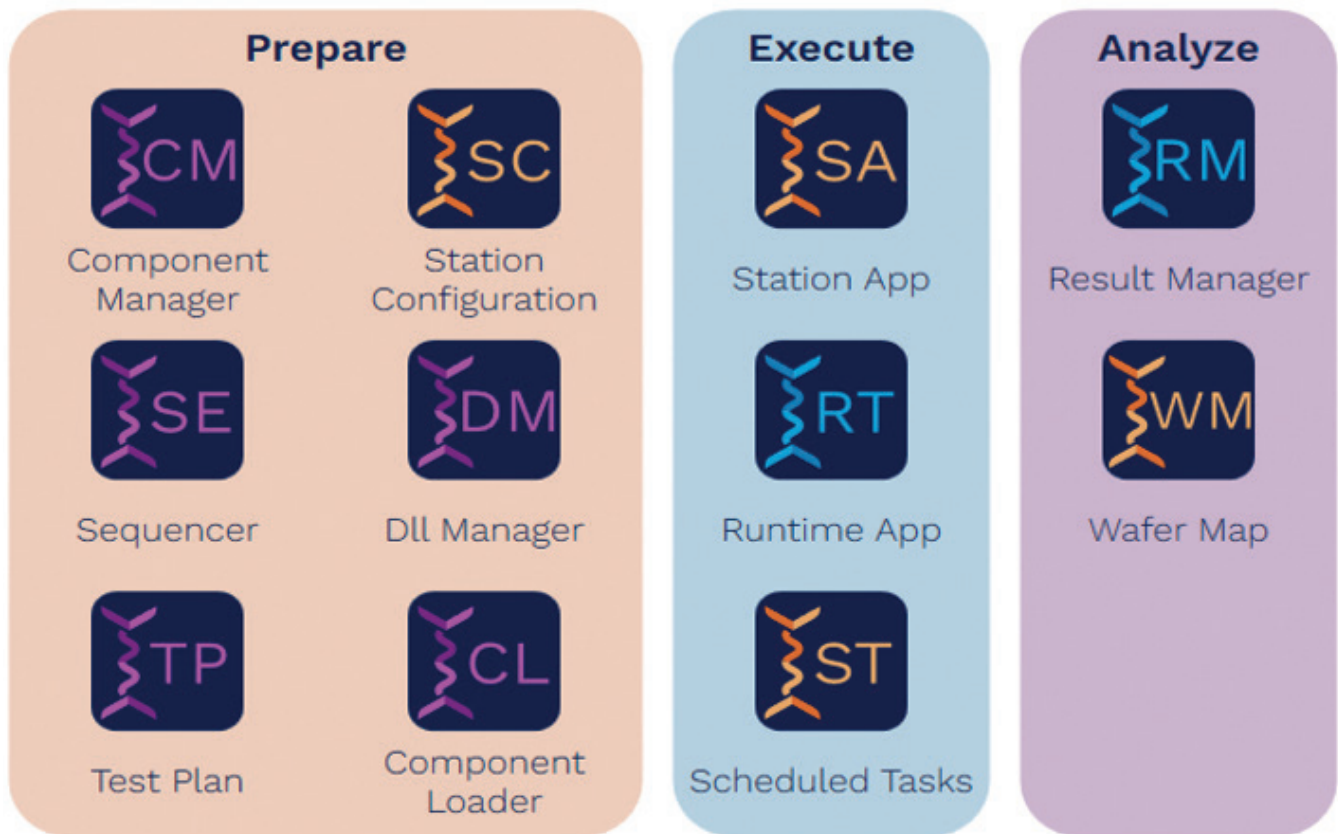 Prepare
CM
SC
Component
Manager
Station
Configuration
SE
DM
Sequencer
Dll Manager
TP
CL
Test Plan
Component
Loader
Execute
SA
Station App
RT
Runtime App
ST
Scheduled Tasks
Analyze
RM
Result Manager
WM
Wafer Map